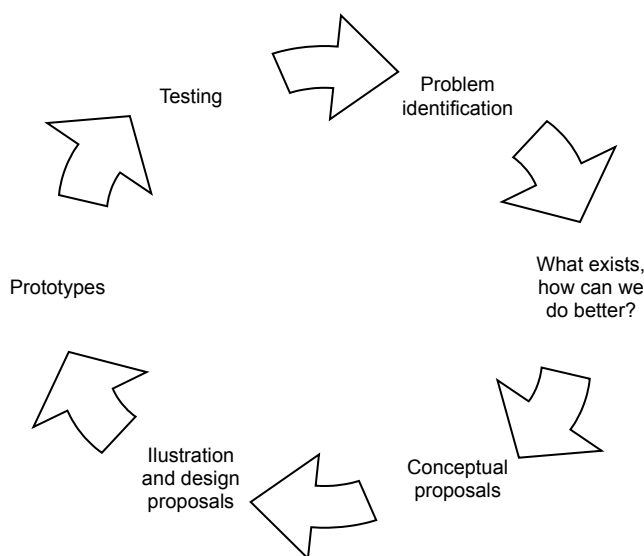 Testing
Problem
identification
What exists,
how can we
do better?
Conceptual
proposals
Ilustration
and design
proposals
Prototypes